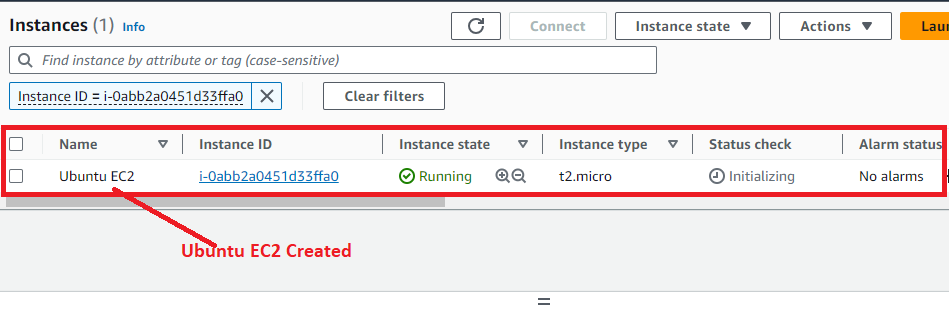 Instances (1) Info Connect Instance state Actions
Find instance by attribute or tag (case-sensitive)
Instance ID = i-0abb2a0451d33ffa0 Clear filters
Name Instance ID Instance state Instance type Status check Alarm status
Ubuntu EC2 i-0abb2a0451d33ffa0 Running t2.micro Initializing No alarms
Ubuntu EC2 Created